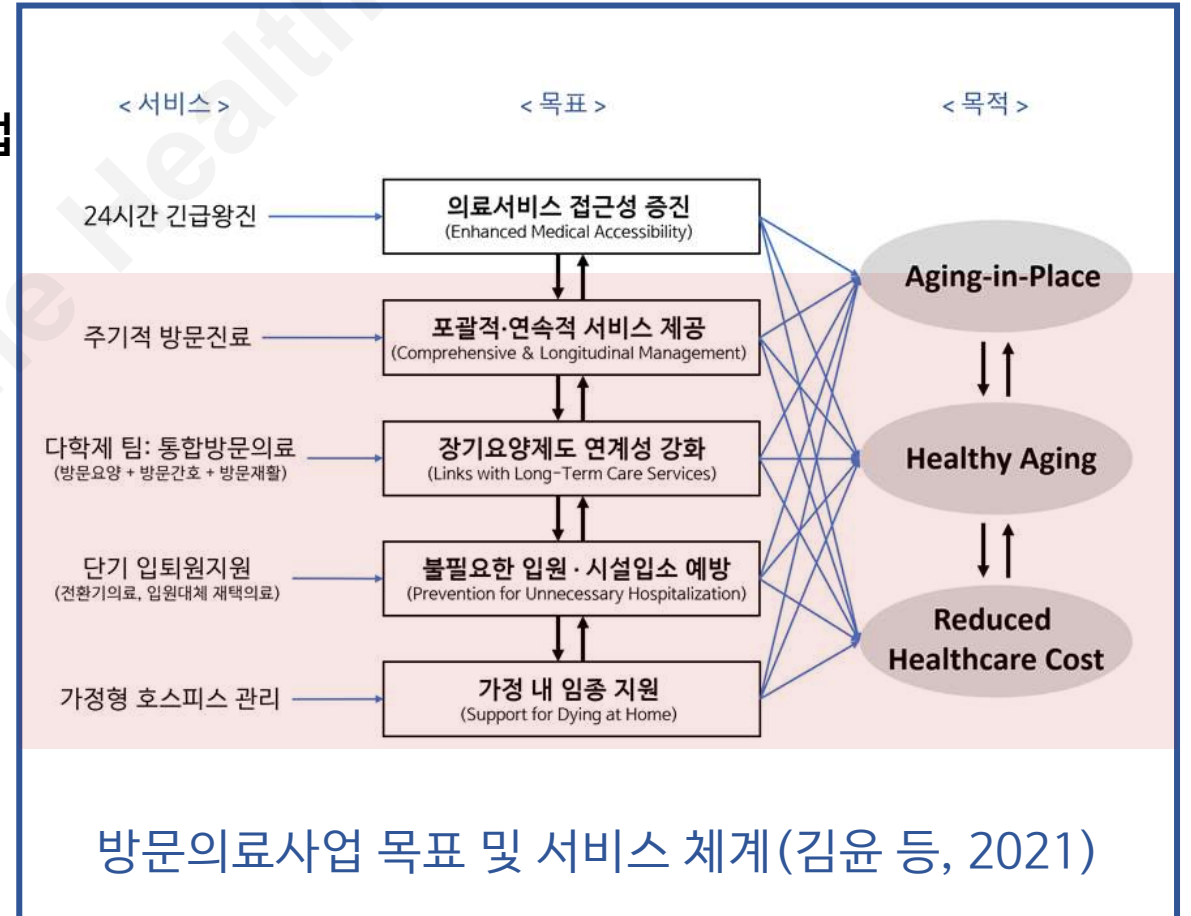 업
< 서비스 >
< 목표 >
< 목적 >
24시간 긴급왕진
의료서비스 접근성 증진
(Enhanced Medical Accessibility)
주기적 방문진료
포괄적·연속적 서비스 제공
(Comprehensive & Longitudinal Management)
다학제 팀: 통합방문의료
(방문요양 + 방문간호 + 방문재활)
장기요양제도 연계성 강화
(Links with Long-Term Care Services)
단기 입퇴원지원
(전환기의료, 입원대체 재택의료)
불필요한 입원 · 시설입소 예방
(Prevention for Unnecessary Hospitalization)
가정형 호스피스 관리
가정 내 임종 지원
(Support for Dying at Home)
Aging-in-Place
Healthy Aging
Reduced
Healthcare Cost
방문의료사업 목표 및 서비스 체계(김윤 등, 2021)